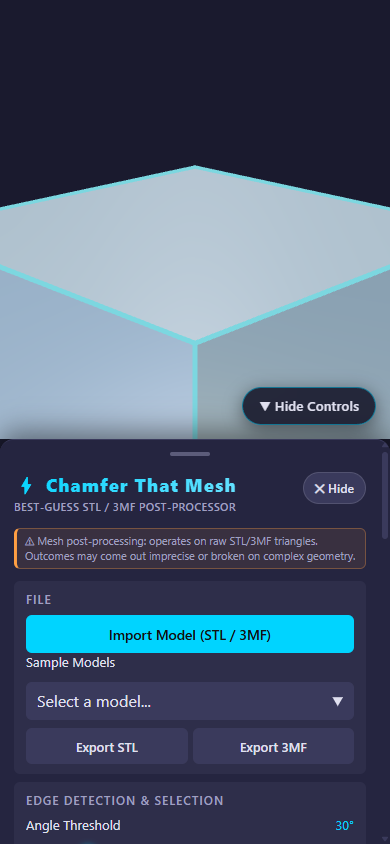 ▼ Hide Controls
Chamfer That Mesh
✕ Hide
BEST-GUESS STL / 3MF POST-PROCESSOR
⚠ Mesh post-processing: operates on raw STL/3MF triangles.
Outcomes may come out imprecise or broken on complex geometry.
FILE
Import Model (STL / 3MF)
Sample Models
Select a model...
Export STL
Export 3MF
EDGE DETECTION & SELECTION
Angle Threshold
30°